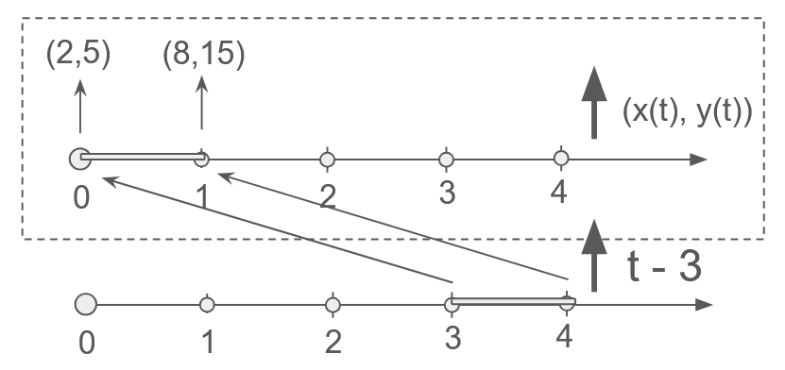 (2,5) (8,15)
(x(t), y(t))
0 1 2 3 4
t - 3
0 1 2 3 4